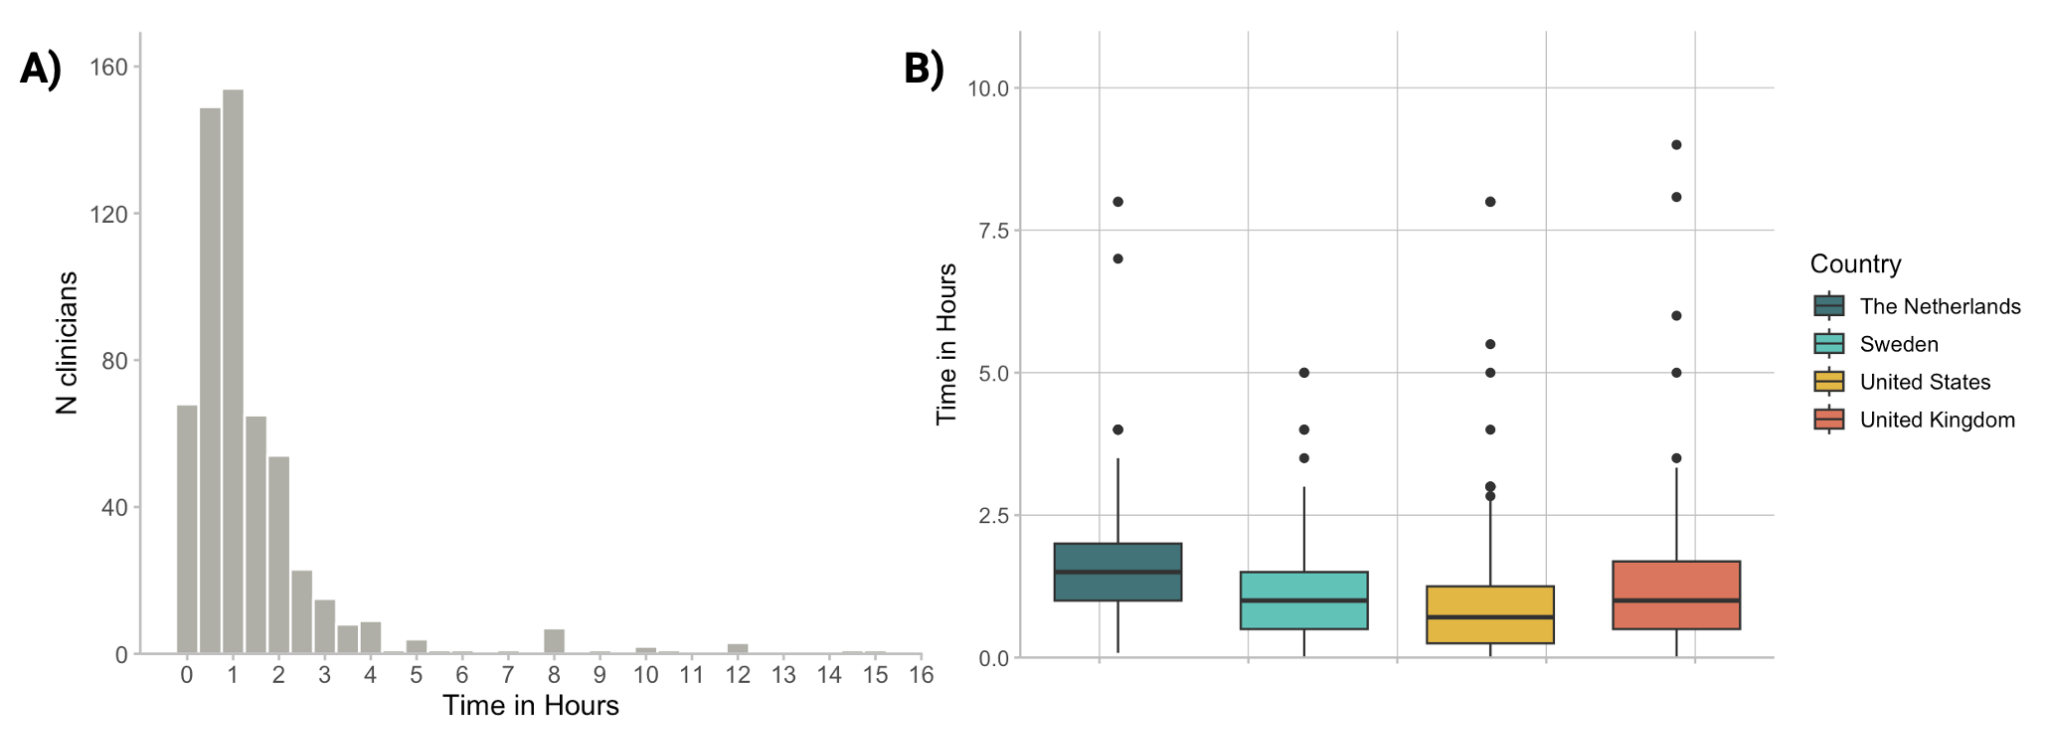 A)
160
120
80
40
0
N clinicians
0 1 2 3 4 5 6 7 8 9 10 11 12 13 14 15 16
Time in Hours
B)
10.0
7.5
5.0
2.5
0.0
Time in Hours
Country
The Netherlands
Sweden
United States
United Kingdom